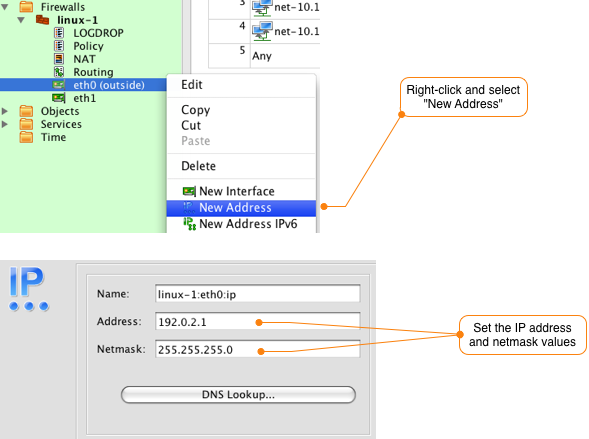 Firewalls
linux-1
LOGDROP
Policy
NAT
Routing
eth0 (outside)
eth1
Objects
Services
Time
3 net-10.1
4 net-10.1
5 Any
Edit
Copy
Cut
Paste
Delete
New Interface
IP New Address
IP New Address IPv6
Right-click and select
"New Address"
IP
Name: linux-1:eth0:ip
Address: 192.0.2.1
Netmask: 255.255.255.0
DNS Lookup...
Set the IP address
and netmask values